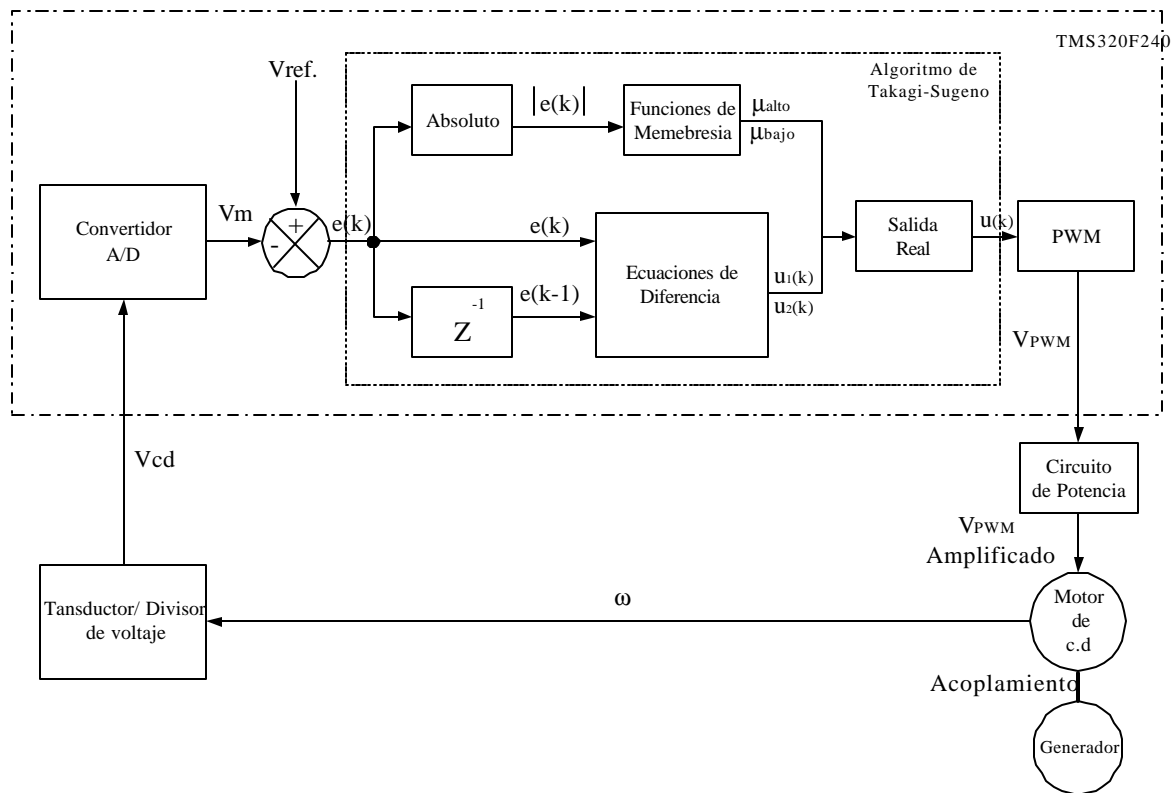 TMS320F240
Vref.
Algoritmo de
Takagi-Sugeno
Absoluto
|e(k)|
Funciones de
Memebresia
μalto
μbajo
Convertidor
A/D
Vm
+
-
e(k)
e(k)
Ecuaciones de
Diferencia
u1(k)
u2(k)
Salida
Real
u(k)
PWM
Z-1
e(k-1)
VPWM
Vcd
Circuito
de Potencia
VPWM
Amplificado
Tansductor/ Divisor
de voltaje
ω
Motor
de
c.d
Acoplamiento
Generador